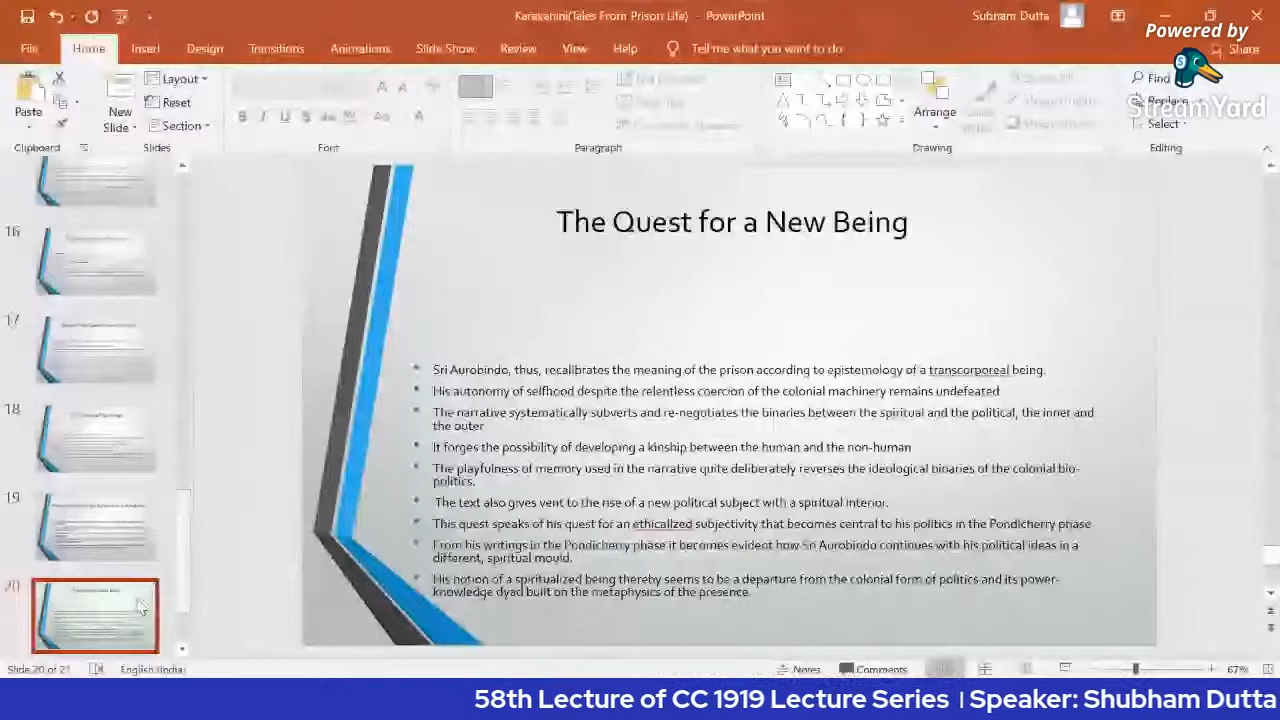 Karakahini(Tales From Prison Life) - PowerPoint
Subham Dutta
Powered by
StreamYard
File Home Insert Design Transitions Animations Slide Show Review View Help Tell me what you want to do Share
Paste
New
Slide
Layout
Reset
Section
Arrange
Find
Replace
Select
Clipboard Slides Font Paragraph Drawing Editing
16
17
18
19
20
The Quest for a New Being
Sri Aurobindo, thus, recalibrates the meaning of the prison according to epistemology of a transcorporeal being.
His autonomy of selfhood despite the relentless coercion of the colonial machinery remains undefeated
The narrative systematically subverts and re-negotiates the binaries between the spiritual and the political, the inner and
the outer
It forges the possibility of developing a kinship between the human and the non-human
The playfulness of memory used in the narrative quite deliberately reverses the ideological binaries of the colonial bio-
politics.
The text also gives vent to the rise of a new political subject with a spiritual interior.
This quest speaks of his quest for an ethicalized subjectivity that becomes central to his politics in the Pondicherry phase
From his writings in the Pondicherry phase it becomes evident how Sri Aurobindo continues with his political ideas in a
different, spiritual mould.
His notion of a spiritualized being thereby seems to be a departure from the colonial form of politics and its power-
knowledge dyad built on the metaphysics of the presence.
Slide 20 of 21 English (India) Notes Comments 67%
58th Lecture of CC 1919 Lecture Series | Speaker: Shubham Dutta